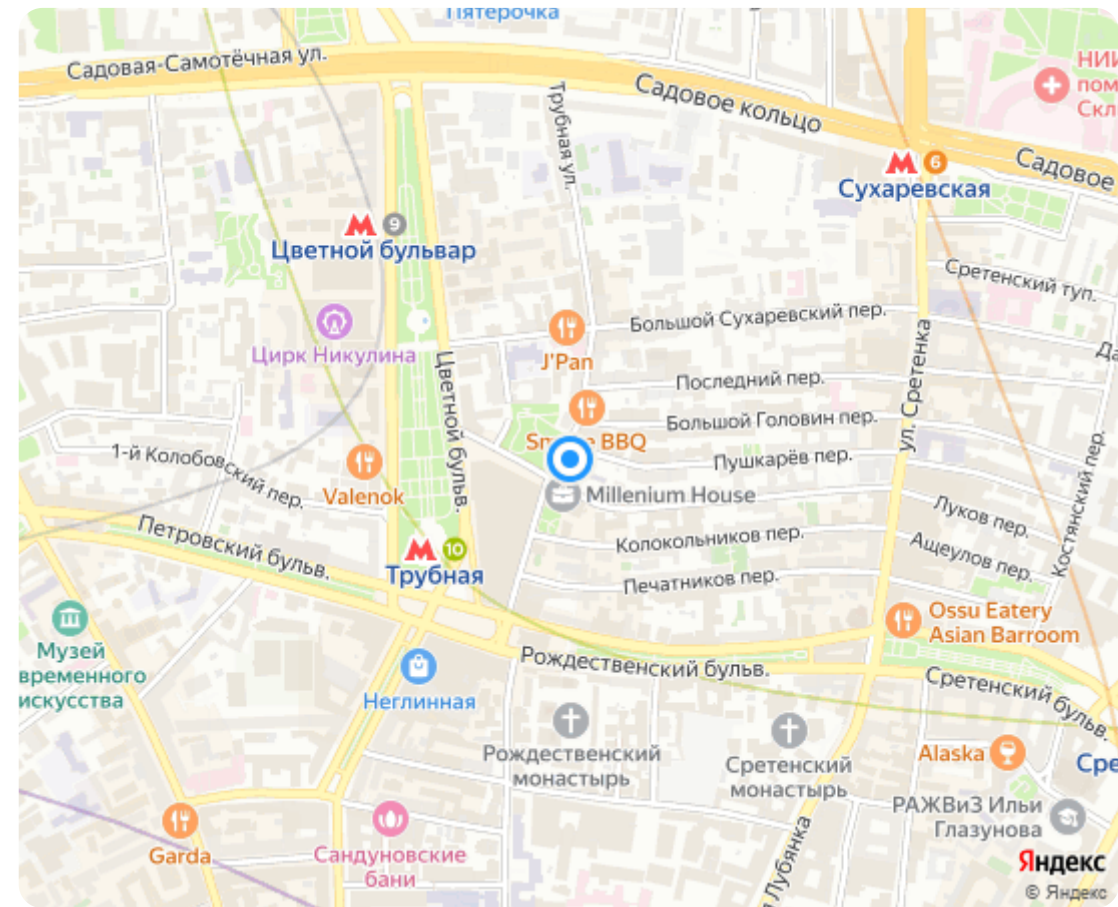 Пятёрочка
Садовая-Самотёчная ул.
НИИ
Садовое кольцо
Трубная ул.
6
Сухаревская
Садовое
9
Цветной бульвар
Сретенский туп.
Большой Сухаревский пер.
Цирк Никулина
J'Pan
Последний пер.
Цветной бульв.
ул. Сретенка
Большой Головин пер.
BBQ
Пушкарёв пер.
1-й Колобовский пер.
Valenok
Millenium House
Костянский пер.
Луков пер.
Петровский бульв.
Колокольников пер.
Ащеулов пер.
10
Трубная
Печатников пер.
Ossu Eatery
Asian Barroom
Музей
временного
искусства
Рождественский бульв.
Неглинная
Сретенский бульв.
Рождественский
монастырь
Сретенский
монастырь
Alaska
Сре
РАЖВиЗ Ильи
Глазунова
Garda
Сандуновские
бани
Лубянка
Яндекс
© Яндекс